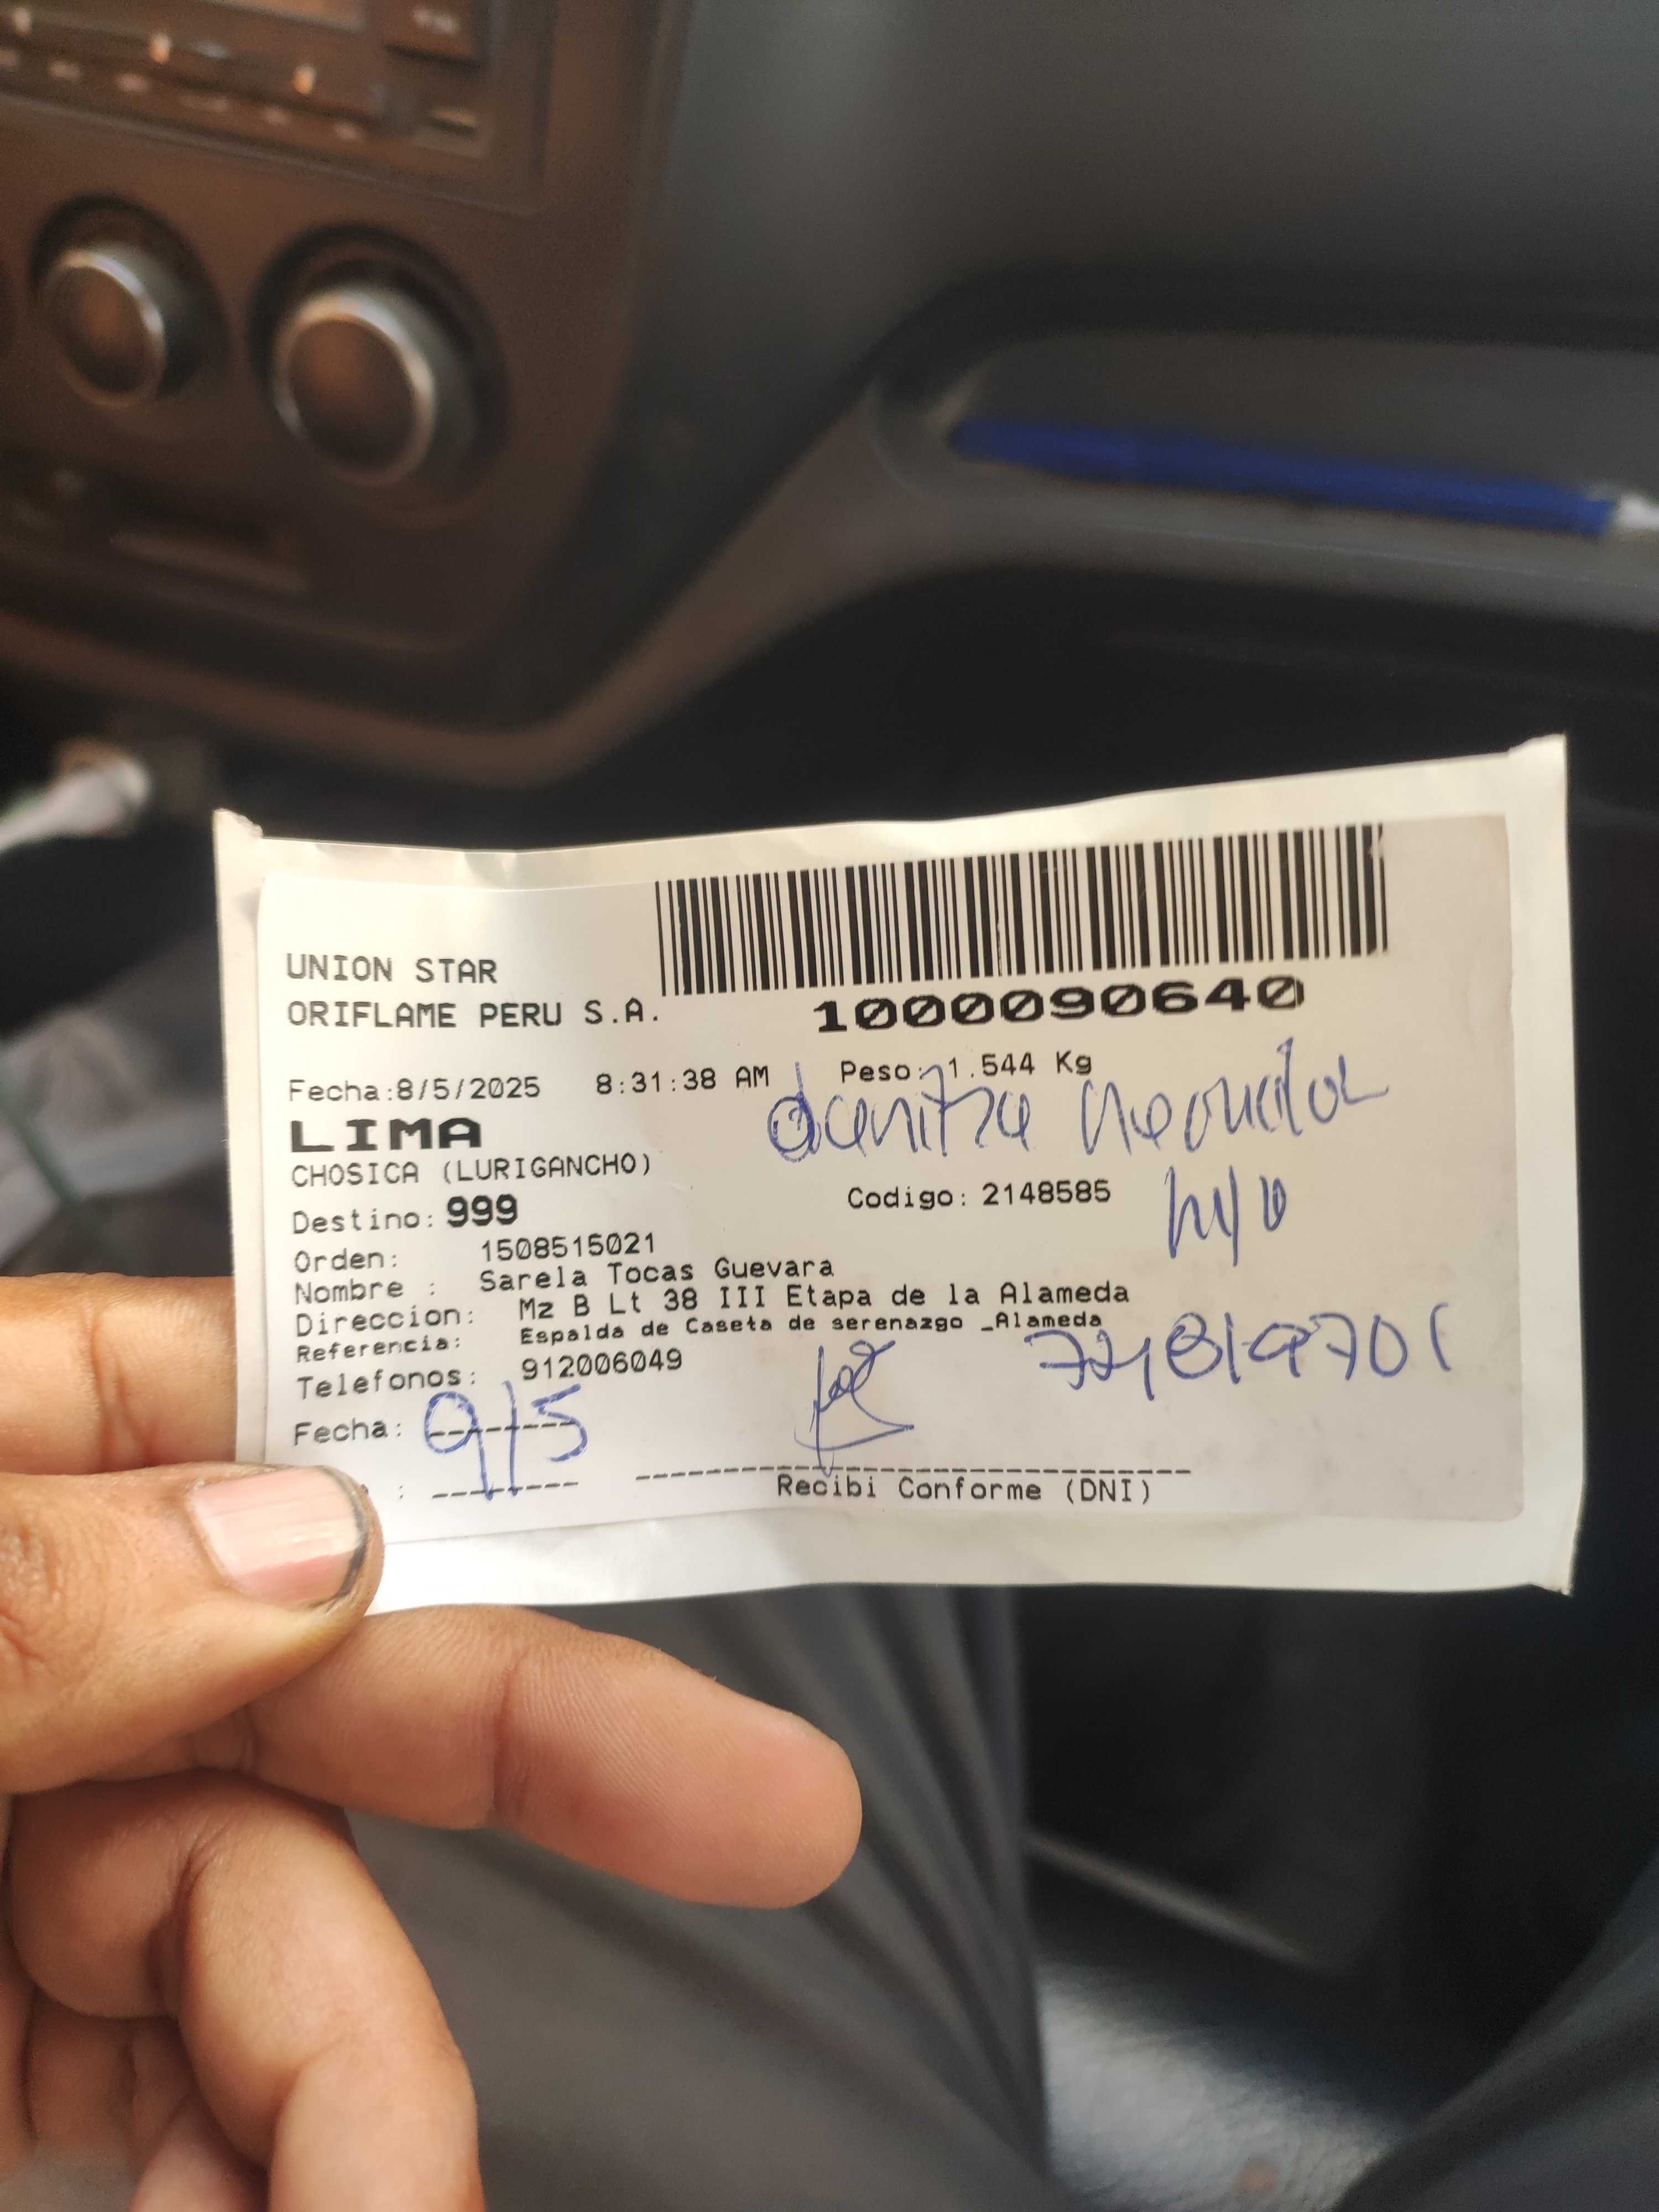 UNION STAR
ORIFLAME PERU S.A.
1000090640
Fecha:8/5/2025 8:31:38 AM Peso: 1.544 Kg
LIMA
CHOSICA (LURIGANCHO)
Destino: 999 Codigo: 2148585
Orden: 1508515021
Nombre : Sarela Tocas Guevara
Direccion: Mz B Lt 38 III Etapa de la Alameda
Referencia: Espalda de Caseta de serenazgo _Alameda
Telefonos: 912006049
Fecha: 9/5
Recibi Conforme (DNI)